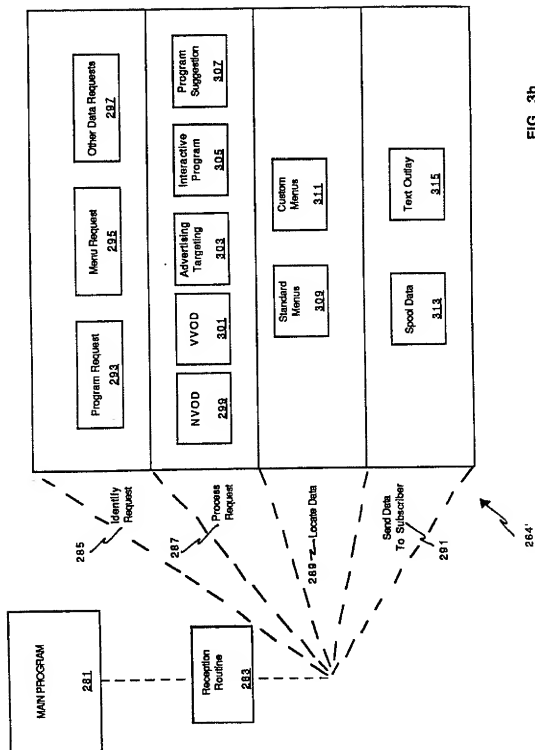 MAIN PROGRAM
281
Reception
Routine
283
285
Identify
Request
287
Process
Request
289
Locate Data
Send Data
To Subscriber
291
264'
Program Request
293
Menu Request
295
Other Data Requests
297
NVOD
299
VVOD
301
Advertising
Targeting
303
Interactive
Program
305
Program
Suggestion
307
Standard
Menus
309
Custom
Menus
311
Spool Data
313
Text Outlay
315
FIG. 3b